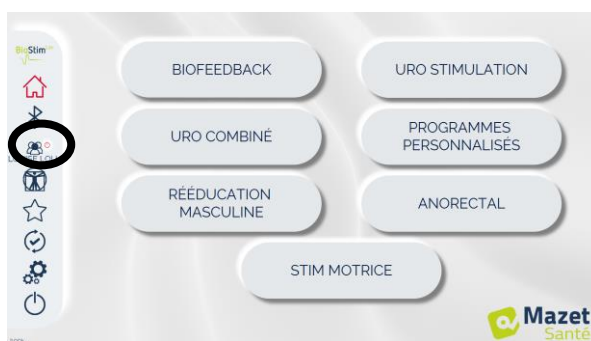 BioStim
BIOFEEDBACK
URO STIMULATION
URO COMBINÉ
PROGRAMMES
PERSONNALISÉS
RÉÉDUCATION
MASCULINE
ANORECTAL
STIM MOTRICE
Mazet
Santé